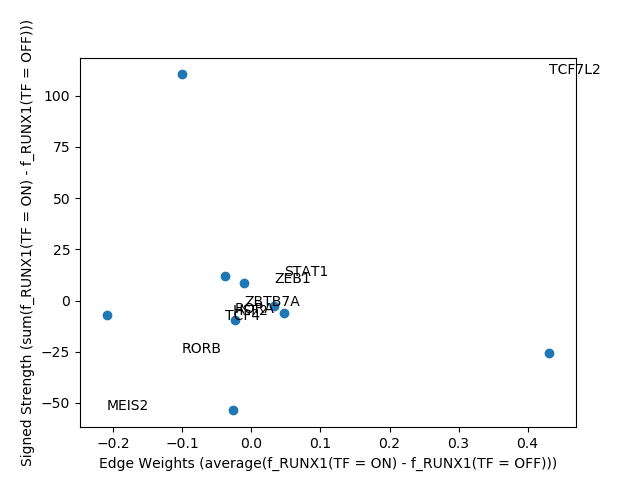 Signed Strength (sum(f_RUNX1(TF = ON) - f_RUNX1(TF = OFF)))
TCF7L2
100
75
50
25
STAT1
ZEB1
0
ZBTB7A
TCF4
−25
RORB
−50
MEIS2
−0.2 −0.1 0.0 0.1 0.2 0.3 0.4
Edge Weights (average(f_RUNX1(TF = ON) - f_RUNX1(TF = OFF)))